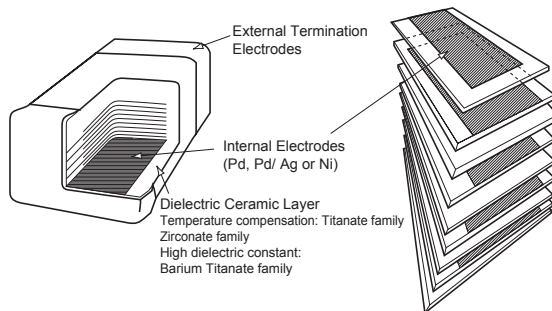 External Termination
Electrodes
Internal Electrodes
(Pd, Pd/ Ag or Ni)
Dielectric Ceramic Layer
Temperature compensation: Titanate family
Zirconate family
High dielectric constant:
Barium Titanate family